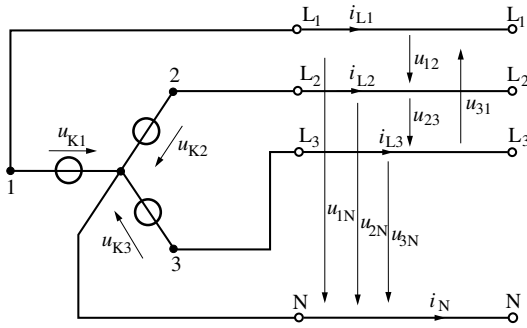 L1 iL1 L1
u12
2 L2 iL2 L2
uK1 uK2 u23 u31
L3 iL3 L3
1
uK3 3 u1N u2N u3N
N iN N